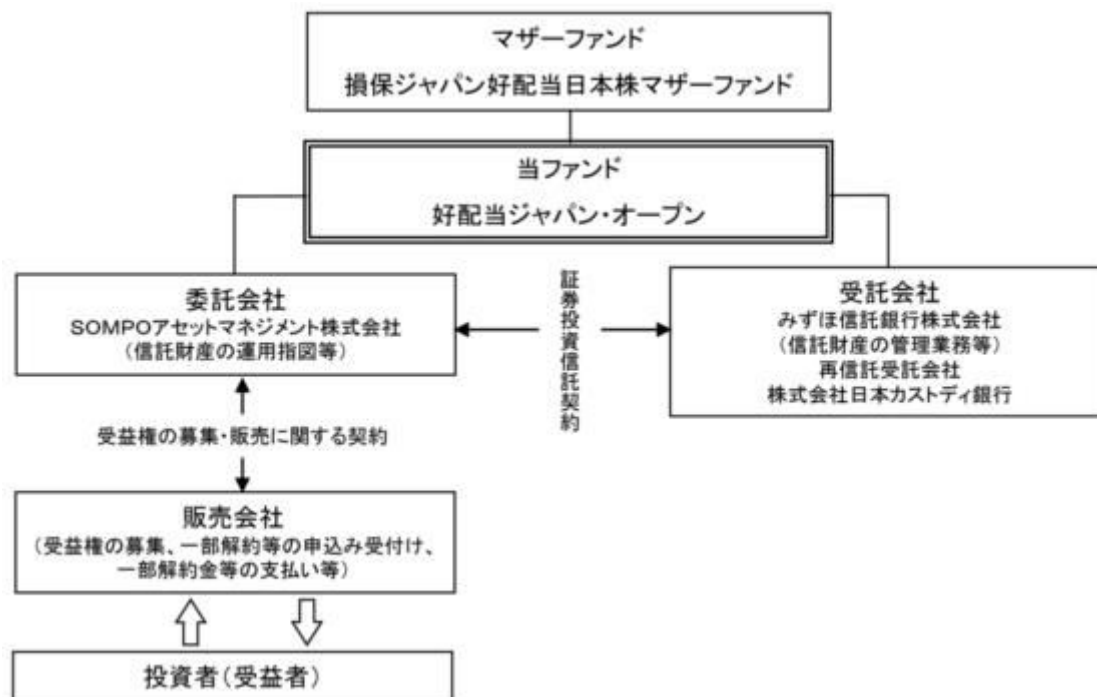 マザーファンド
損保ジャパン好配当日本株マザーファンド
当ファンド
好配当ジャパン・オープン
委託会社
SOMPOアセットマネジメント株式会社
(信託財産の運用指図等)
証券投資信託契約
受託会社
みずほ信託銀行株式会社
(信託財産の管理業務等)
再信託受託会社
株式会社日本カストディ銀行
受益権の募集・販売に関する契約
販売会社
(受益権の募集、一部解約等の申込み受付け、
一部解約金等の支払い等)
投資者(受益者)